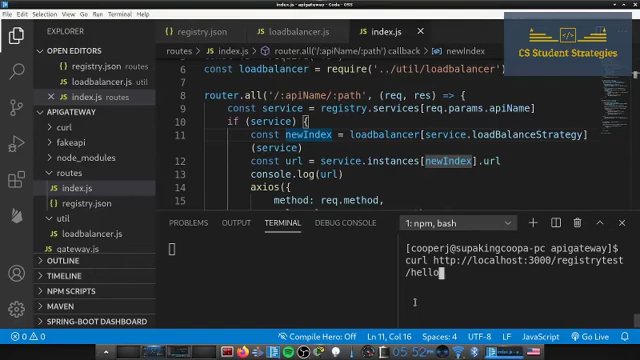 index.js - apigateway - Code - OSS
File Edit Selection View Go Run Terminal Help
EXPLORER
OPEN EDITORS
registry.json routes
loadbalancer.js util
index.js routes
APIGATEWAY
curl
fakeapi
node_modules
routes
index.js
registry.json
util
loadbalancer.js
gateway.js
OUTLINE
TIMELINE
NPM SCRIPTS
MAVEN
SPRING-BOOT DASHBOARD
registry.json
loadbalancer.js
index.js
routes > index.js > router.all('/:apiName/:path') callback > newIndex
6 const loadbalancer = require('../util/loadbalancer')
7
8 router.all('/:apiName/:path', (req, res) => {
9 const service = registry.services[req.params.apiName]
10 if (service) {
11 const newIndex = loadbalancer[service.loadBalanceStrategy]
(service)
12 const url = service.instances[newIndex].url
13 console.log(url)
14 axios({
15 method: req.method,
CS Student Strategies
PROBLEMS OUTPUT TERMINAL DEBUG CONSOLE
1: npm, bash
[cooperj@supakingcoopa-pc apigateway]$
curl http://localhost:3000/registrytest
/hello
0 0 Compile Hero: Off Ln 11, Col 16 Spaces: 4 UTF-8 LF JavaScript Go Live
05:52